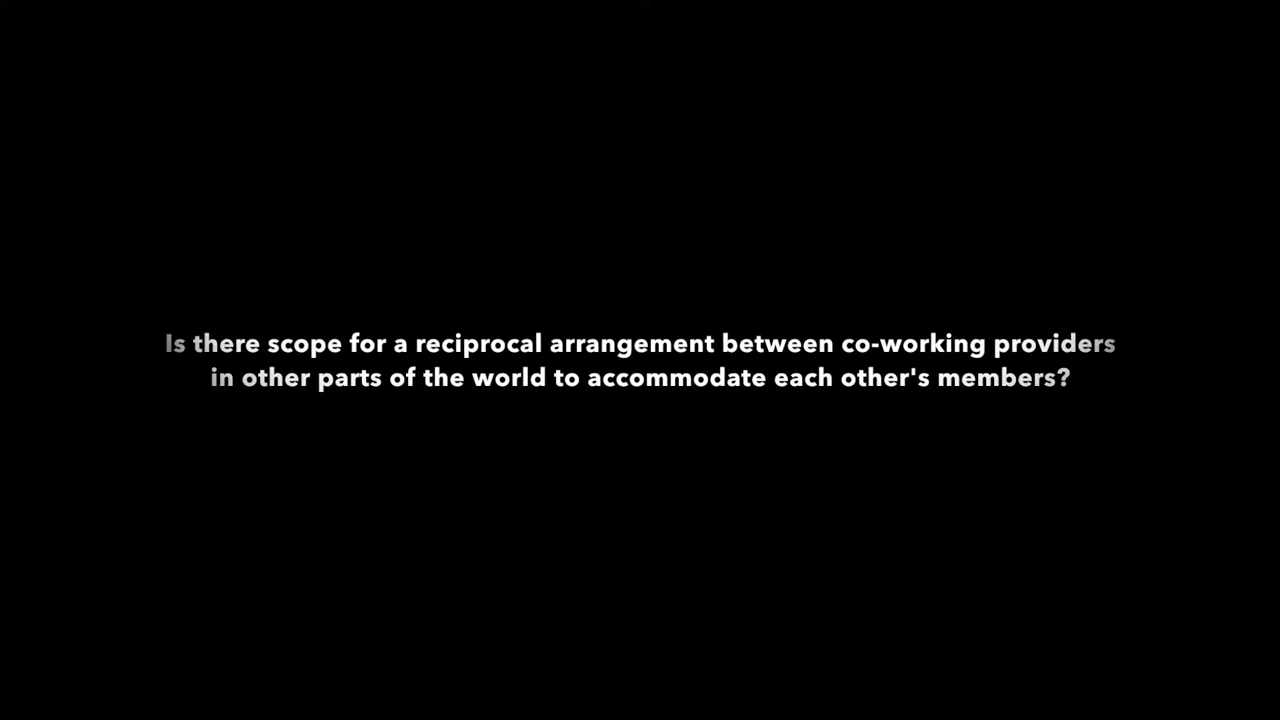 Is there scope for a reciprocal arrangement between co-working providers
in other parts of the world to accommodate each other's members?